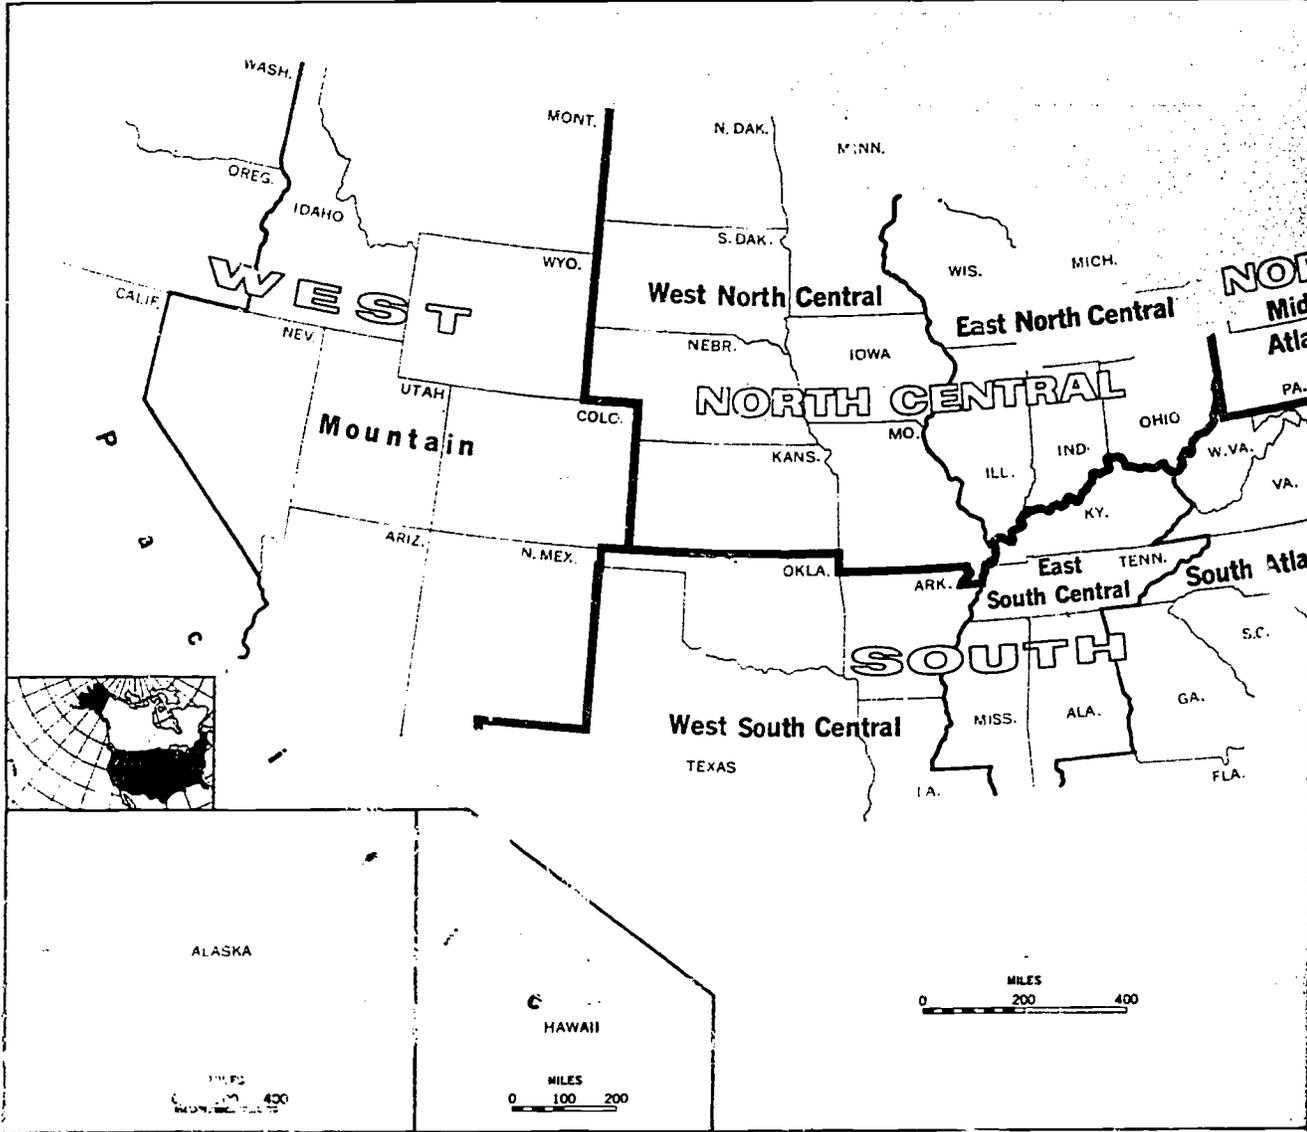 WASH.
MONT.
N. DAK.
MINN.
OREG.
IDAHO
S. DAK.
WYO.
WIS.
MICH.
WEST
CALIF.
West North Central
East North Central
NEV.
NEBR.
IOWA
UTAH
COLO.
NORTH CENTRAL
PA.
OHIO
Mountain
MO.
KANS.
ILL.
IND.
W.VA.
VA.
P
a
c
i
KY.
ARIZ.
N. MEX.
OKLA.
ARK.
TENN.
East
South Central
South Atla
S.C.
SOUTH
West South Central
MISS.
ALA.
GA.
TEXAS
FLA.
ALASKA
HAWAII
MILES
0 200 400
MILES
0 100 200
400
NOR
Mid
Atla